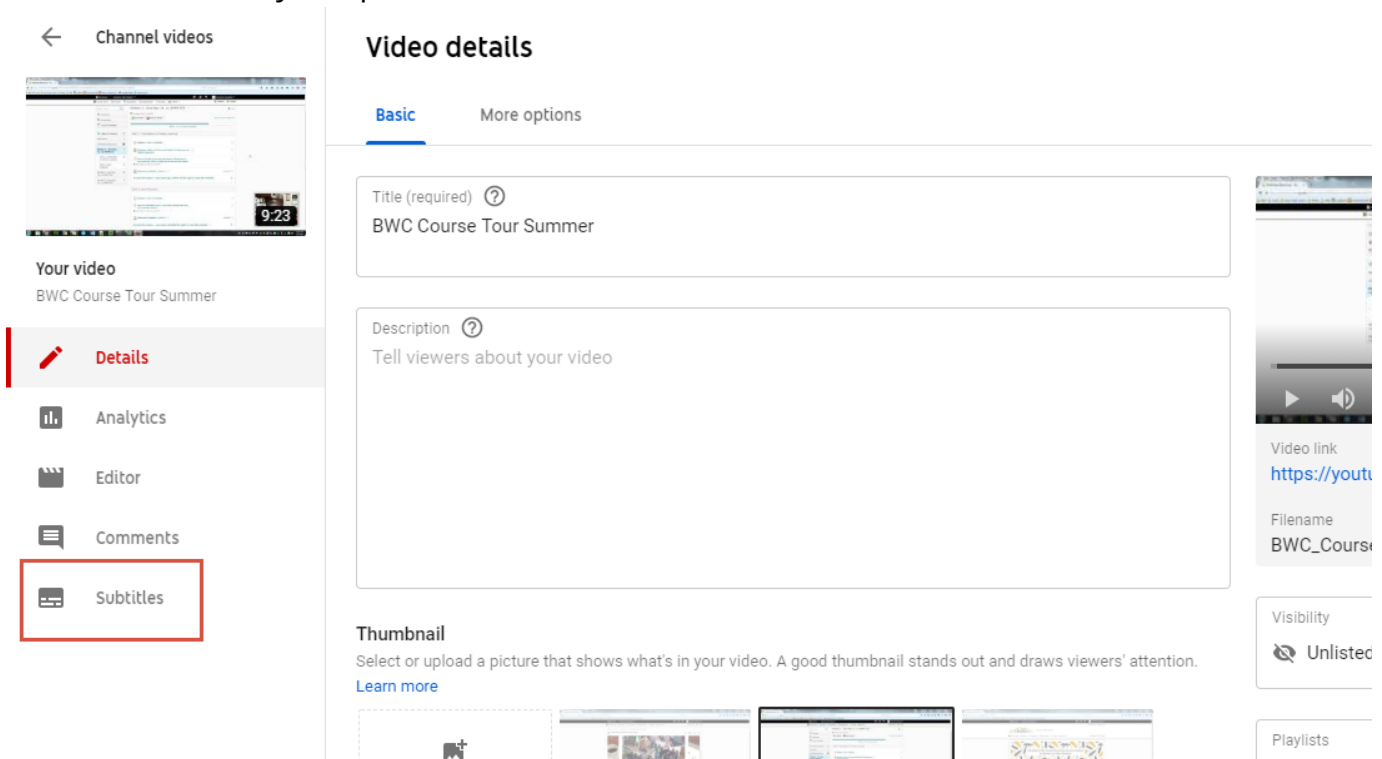 Channel videos
9:23
Your video
BWC Course Tour Summer
Details
Analytics
Editor
Comments
Subtitles
Video details
Basic
More options
Title (required)
BWC Course Tour Summer
Description
Tell viewers about your video
Thumbnail
Select or upload a picture that shows what's in your video. A good thumbnail stands out and draws viewers' attention.
Learn more
Video link
https://youtu
Filename
BWC_Course
Visibility
Unlisted
Playlists